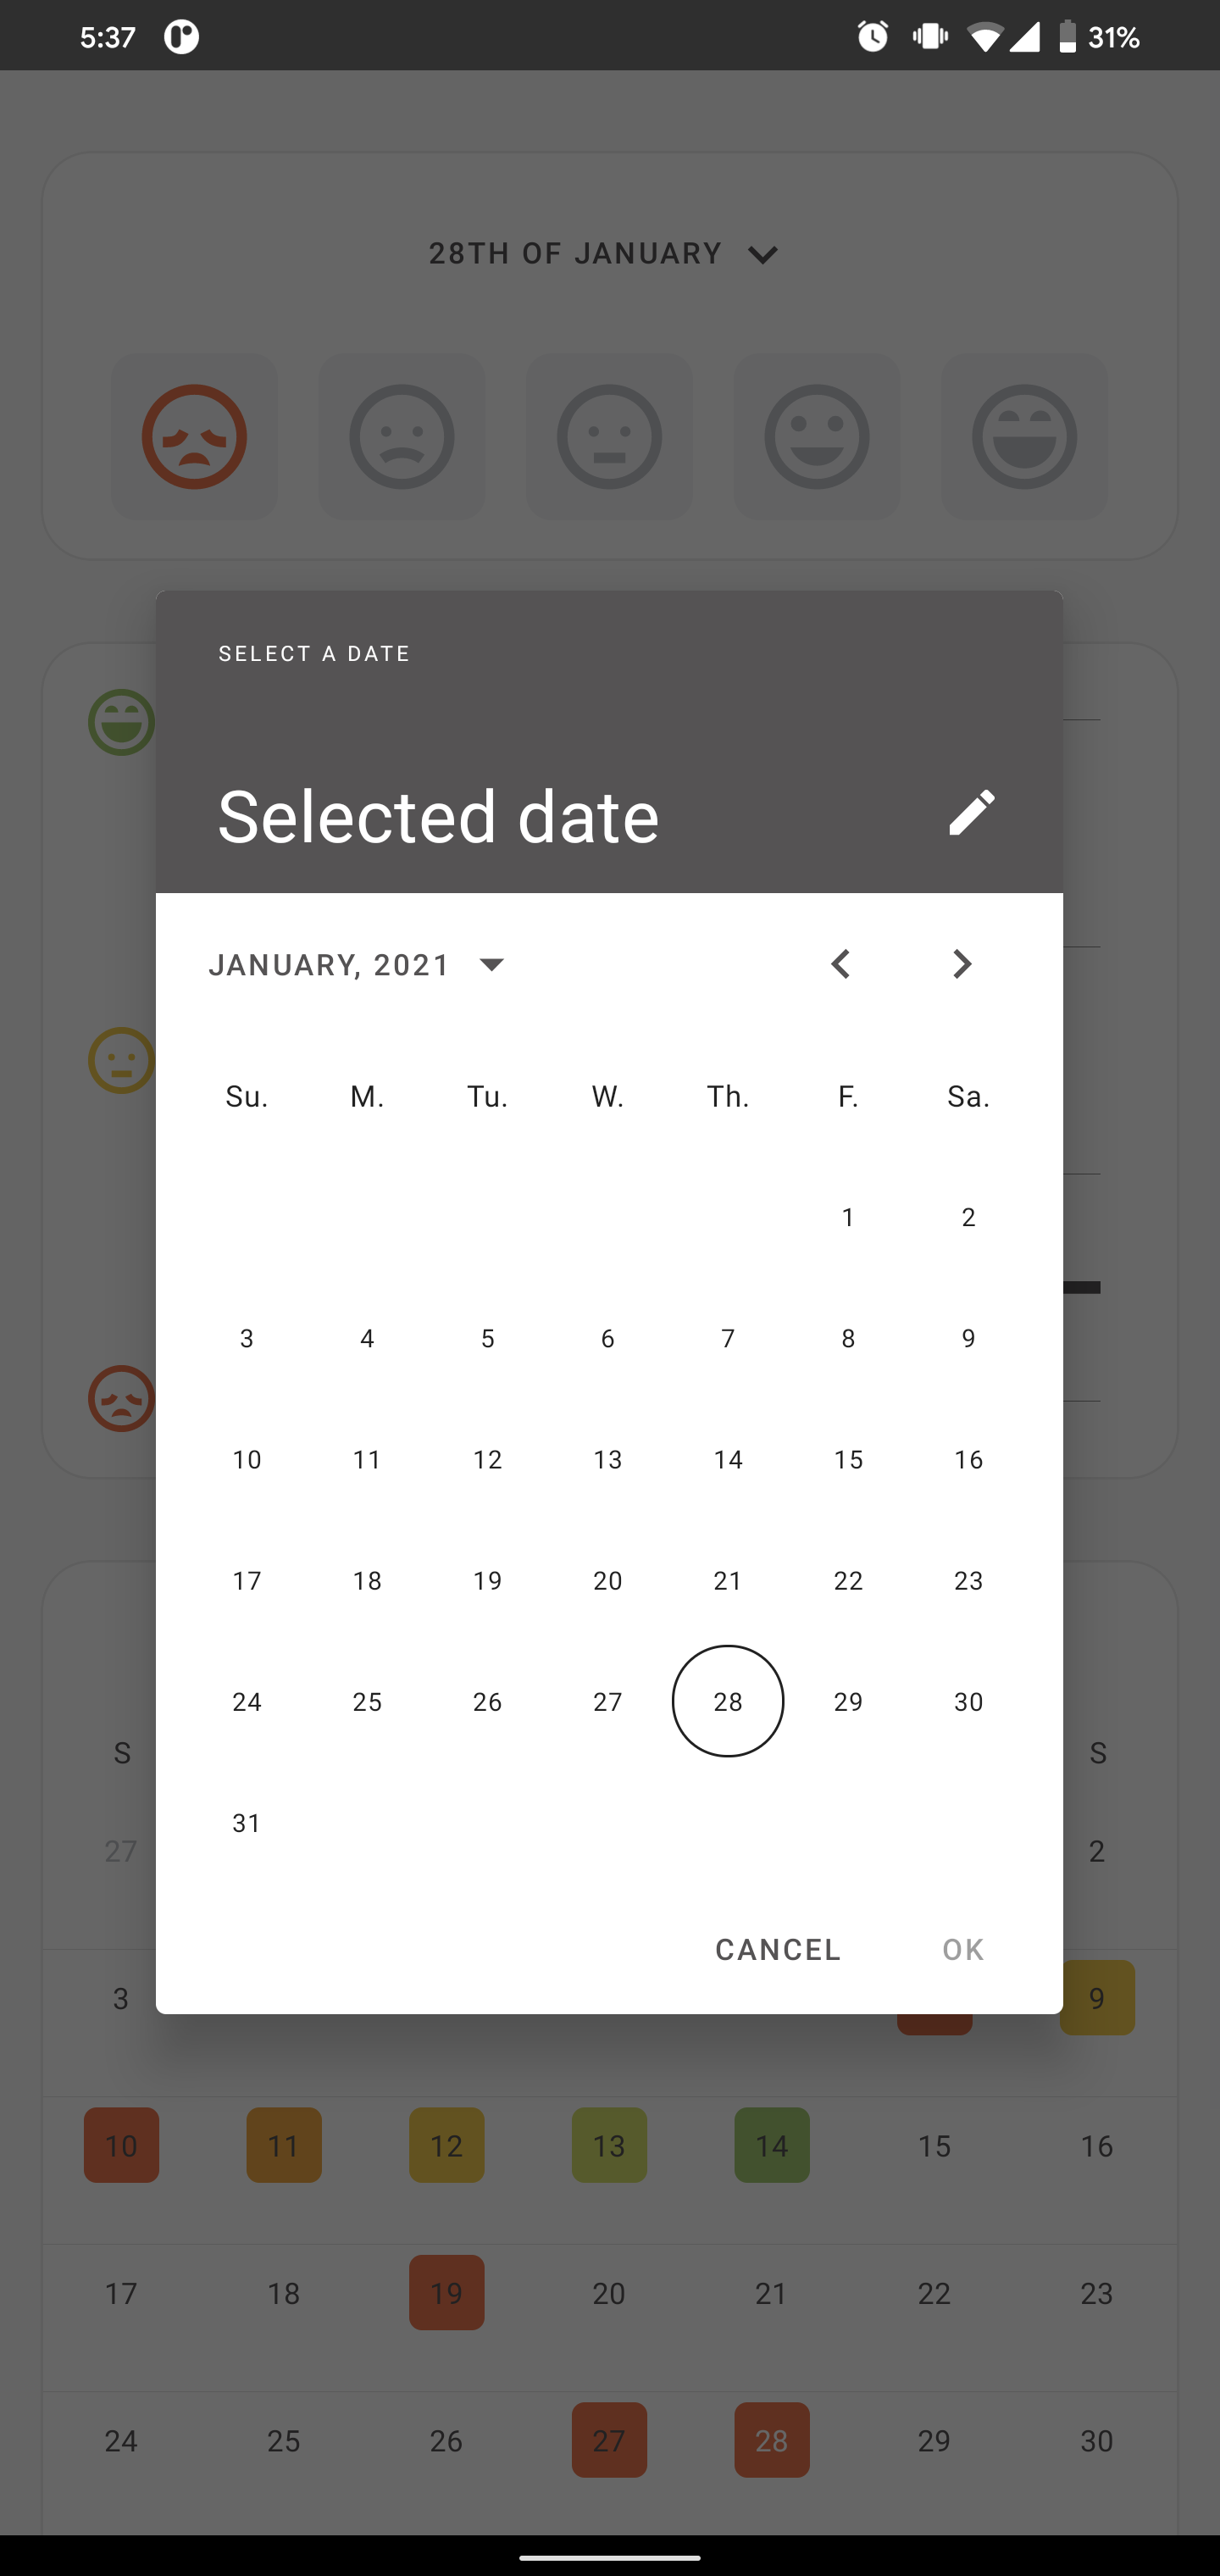 5:37 31%
28TH OF JANUARY
SELECT A DATE
Selected date
JANUARY, 2021
Su. M. Tu. W. Th. F. Sa.
1 2
3 4 5 6 7 8 9
10 11 12 13 14 15 16
17 18 19 20 21 22 23
24 25 26 27 28 29 30
31
CANCEL OK
S S
27 2
3 9
10 11 12 13 14 15 16
17 18 19 20 21 22 23
24 25 26 27 28 29 30